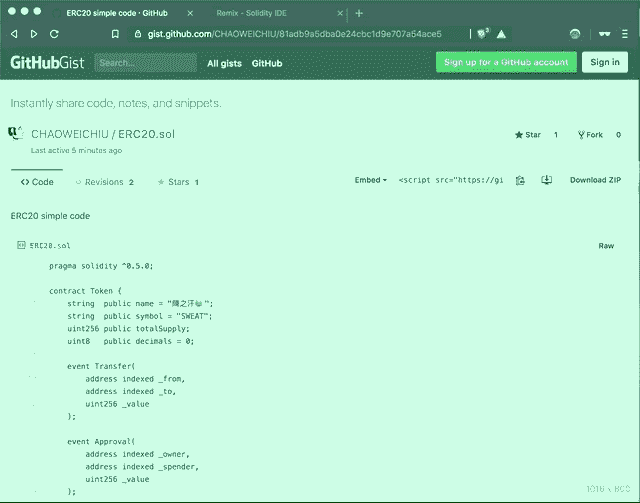 ERC20 simple code · GitHub
Remix - Solidity IDE
gist.github.com/CHAOWEICHIU/81adb9a5dba0e24cbc1d9e707a54ace5
GitHubGist
Search...
All gists GitHub
Sign up for a GitHub account
Sign in
Instantly share code, notes, and snippets.
CHAOWEICHIU / ERC20.sol
Star 1 Fork 0
Last active 5 minutes ago
<> Code Revisions 2 Stars 1
Embed <script src="https://gi
Download ZIP
ERC20 simple code
ERC20.sol
Raw
pragma solidity ^0.5.0;
contract Token {
string public name = "之汗";
string public symbol = "SWEAT";
uint256 public totalSupply;
uint8 public decimals = 0;
event Transfer(
address indexed _from,
address indexed _to,
uint256 _value
);
event Approval(
address indexed _owner,
address indexed _spender,
uint256 _value
);